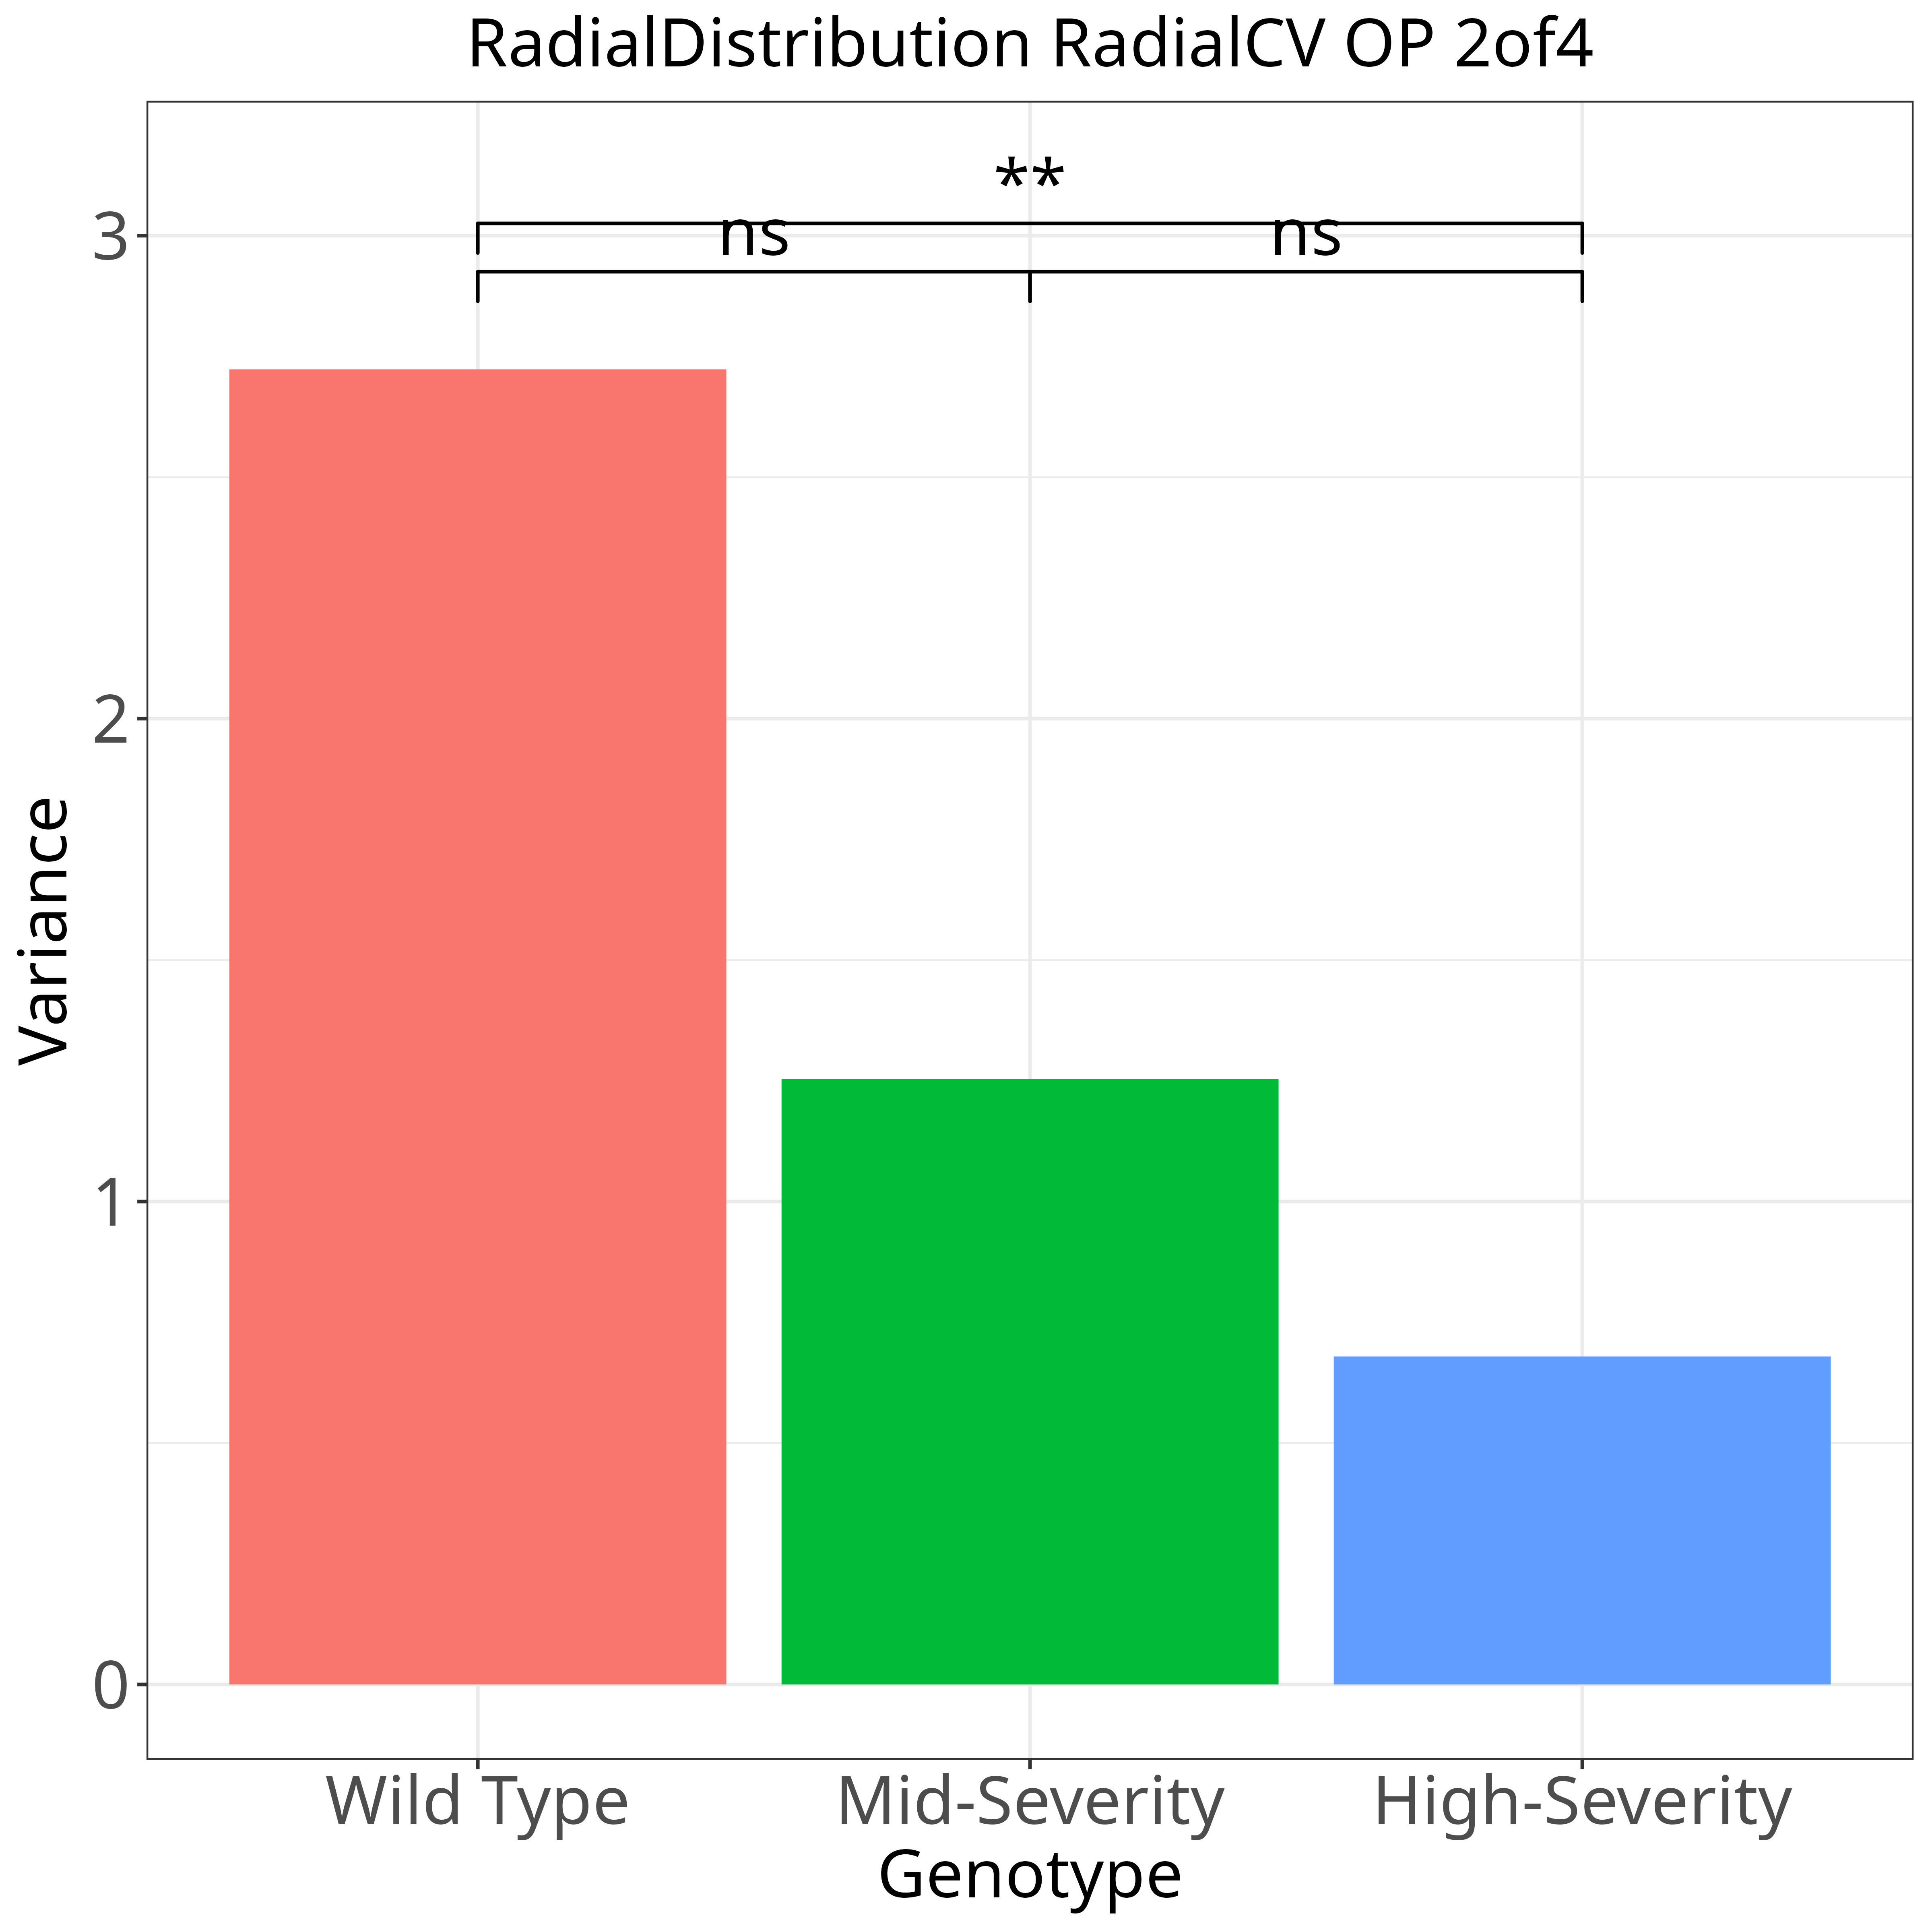 RadialDistribution RadialCV OP 2of4
**
ns ns
3
2
1
0
Variance
Wild Type Mid-Severity High-Severity
Genotype